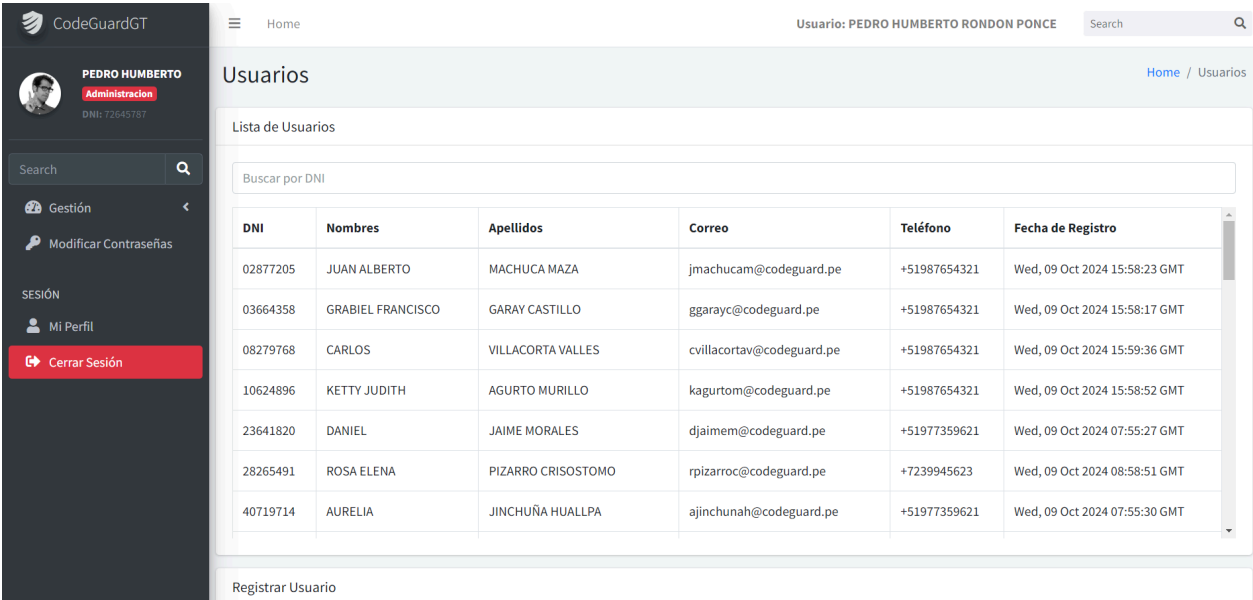 CodeGuardGT
Home
Usuario: PEDRO HUMBERTO RONDON PONCE
Search
PEDRO HUMBERTO
Administracion
DNI: 72645787
Search
Gestión
Modificar Contraseñas
SESIÓN
Mi Perfil
Cerrar Sesión
Usuarios
Home / Usuarios
Lista de Usuarios
Buscar por DNI
DNI Nombres Apellidos Correo Teléfono Fecha de Registro
02877205 JUAN ALBERTO MACHUCA MAZA jmachucam@codeguard.pe +51987654321 Wed, 09 Oct 2024 15:58:23 GMT
03664358 GRABIEL FRANCISCO GARAY CASTILLO ggarayc@codeguard.pe +51987654321 Wed, 09 Oct 2024 15:58:17 GMT
08279768 CARLOS VILLACORTA VALLES cvillacortav@codeguard.pe +51987654321 Wed, 09 Oct 2024 15:59:36 GMT
10624896 KETTY JUDITH AGURTO MURILLO kagurtom@codeguard.pe +51987654321 Wed, 09 Oct 2024 15:58:52 GMT
23641820 DANIEL JAIME MORALES djaimem@codeguard.pe +51977359621 Wed, 09 Oct 2024 07:55:27 GMT
28265491 ROSA ELENA PIZARRO CRISOSTOMO rpizarroc@codeguard.pe +7239945623 Wed, 09 Oct 2024 08:58:51 GMT
40719714 AURELIA JINCHUÑA HUALLPA ajinchunah@codeguard.pe +51977359621 Wed, 09 Oct 2024 07:55:30 GMT
Registrar Usuario